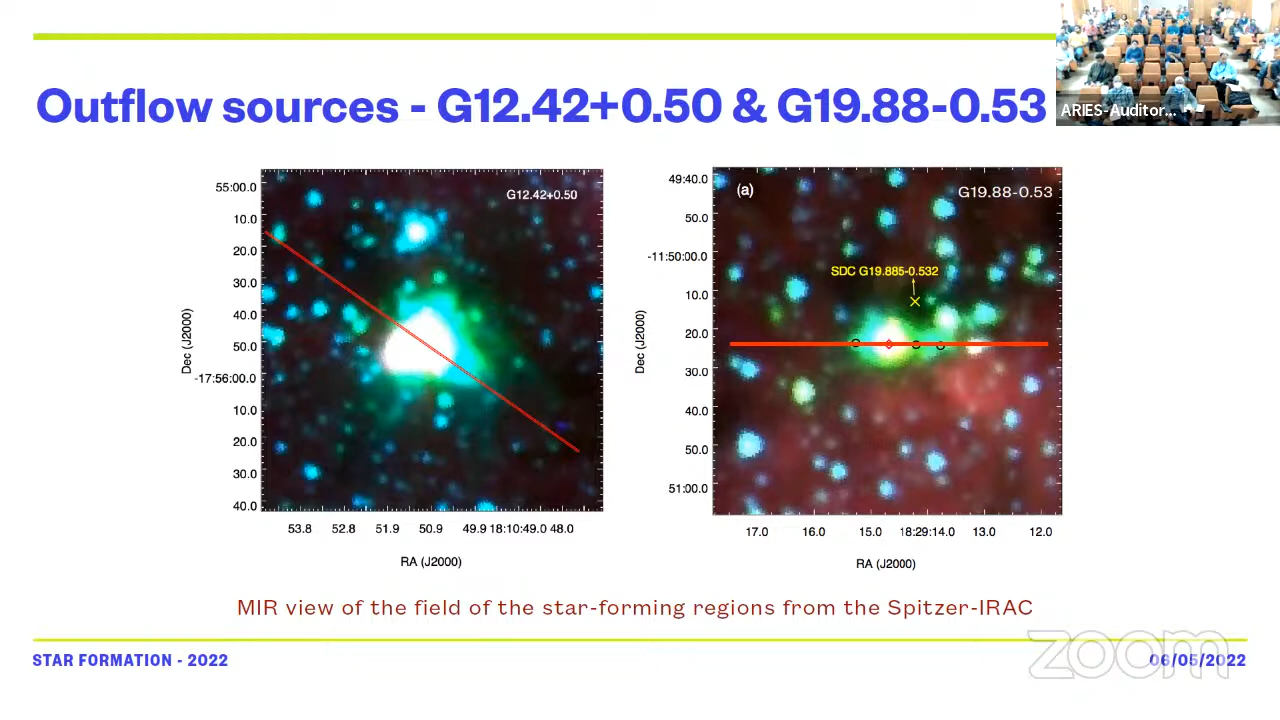 Outflow sources - G12.42+0.50 & G19.88-0.53
ARIES-Auditor...
G12.42+0.50
55:00.0
10.0
20.0
30.0
40.0
50.0
-17:56:00.0
10.0
20.0
30.0
40.0
Dec (J2000)
53.8 52.8 51.9 50.9 49.9 18:10:49.0 48.0
RA (J2000)
(a)
G19.88-0.53
SDC G19.885-0.532
49:40.0
50.0
-11:50:00.0
10.0
20.0
30.0
40.0
50.0
51:00.0
Dec (J2000)
17.0 16.0 15.0 18:29:14.0 13.0 12.0
RA (J2000)
MIR view of the field of the star-forming regions from the Spitzer-IRAC
STAR FORMATION - 2022
zoom
06/05/2022